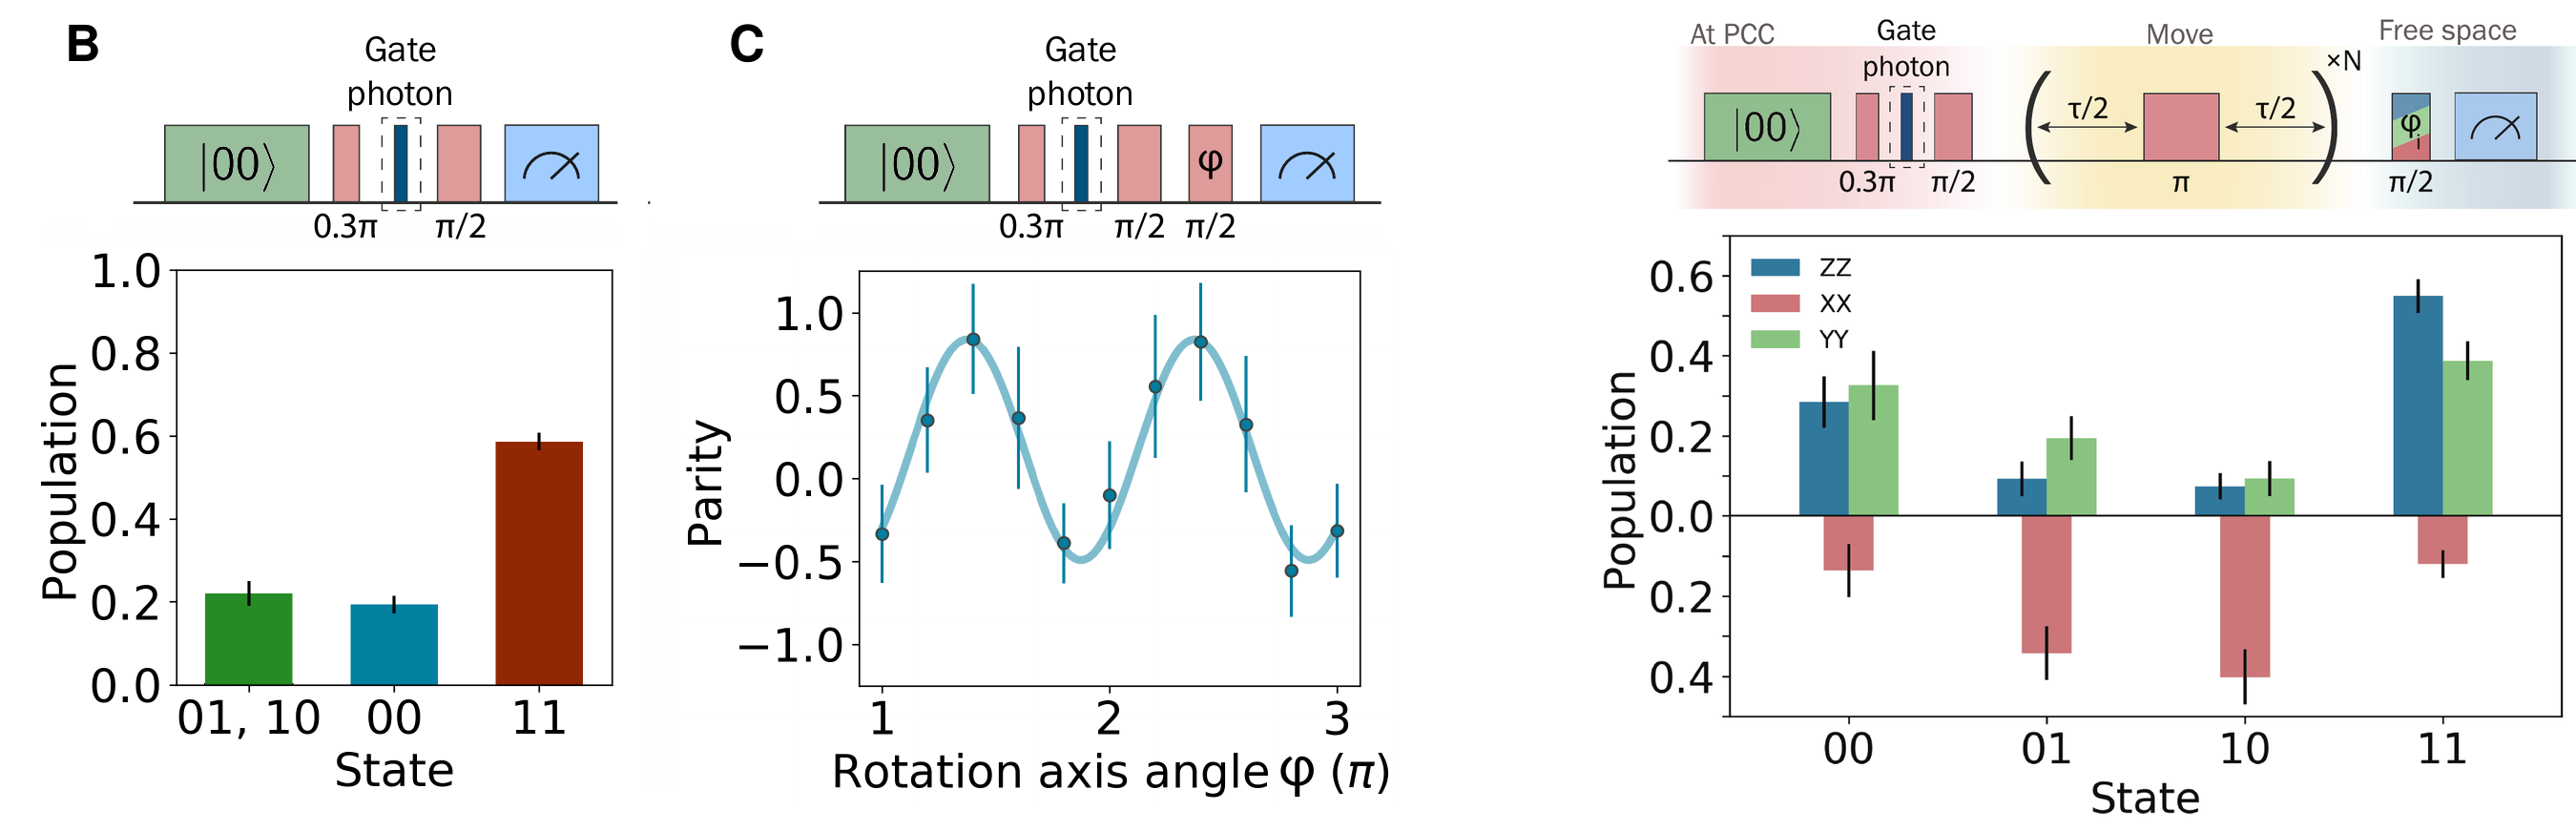 B
Gate
photon
|00⟩
0.3π π/2
1.0
0.8
0.6
0.4
0.2
0.0
Population
01, 10 00 11
State
C
Gate
photon
|00⟩ φ
0.3π π/2 π/2
1.0
0.5
0.0
−0.5
−1.0
Parity
1 2 3
Rotation axis angle φ (π)
At PCC Gate Move Free space
photon ×N
|00⟩ τ/2 τ/2 φi
0.3π π/2 π π/2
ZZ
XX
YY
0.6
0.4
0.2
0.0
0.2
0.4
Population
00 01 10 11
State